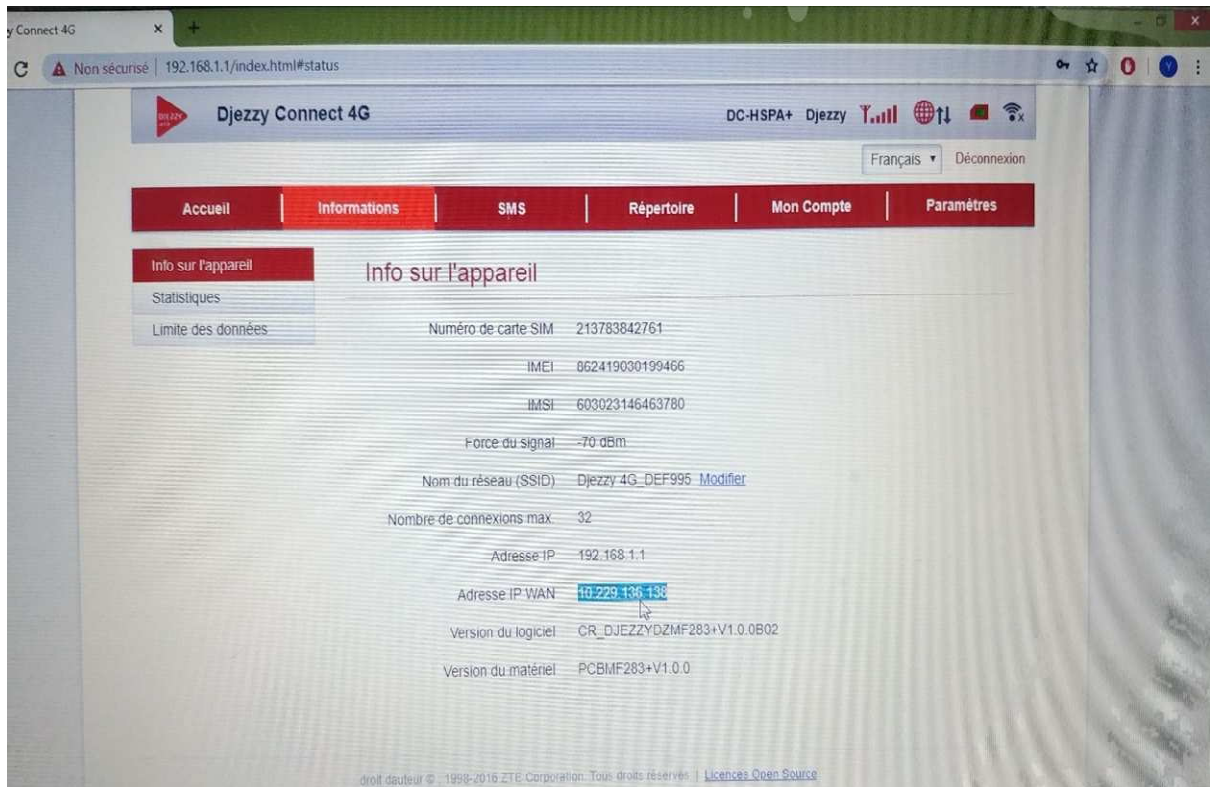 y Connect 4G
Non sécurisé | 192.168.1.1/index.html#status
Djezzy Connect 4G
DC-HSPA+ Djezzy
Français Déconnexion
Accueil Informations SMS Répertoire Mon Compte Paramètres
Info sur l'appareil
Statistiques
Limite des données
Info sur l'appareil
Numéro de carte SIM 213783842761
IMEI 862419030199466
IMSI 603023146463780
Force du signal -70 dBm
Nom du réseau (SSID) Djezzy 4G_DEF995 Modifier
Nombre de connexions max. 32
Adresse IP 192.168.1.1
Adresse IP WAN 10.229.136.138
Version du logiciel CR_DJEZZYDZMF283+V1.0.0B02
Version du matériel PCBMF283+V1.0.0
droit dauteur © 1998-2016 ZTE Corporation. Tous droits réservés | Licences Open Source